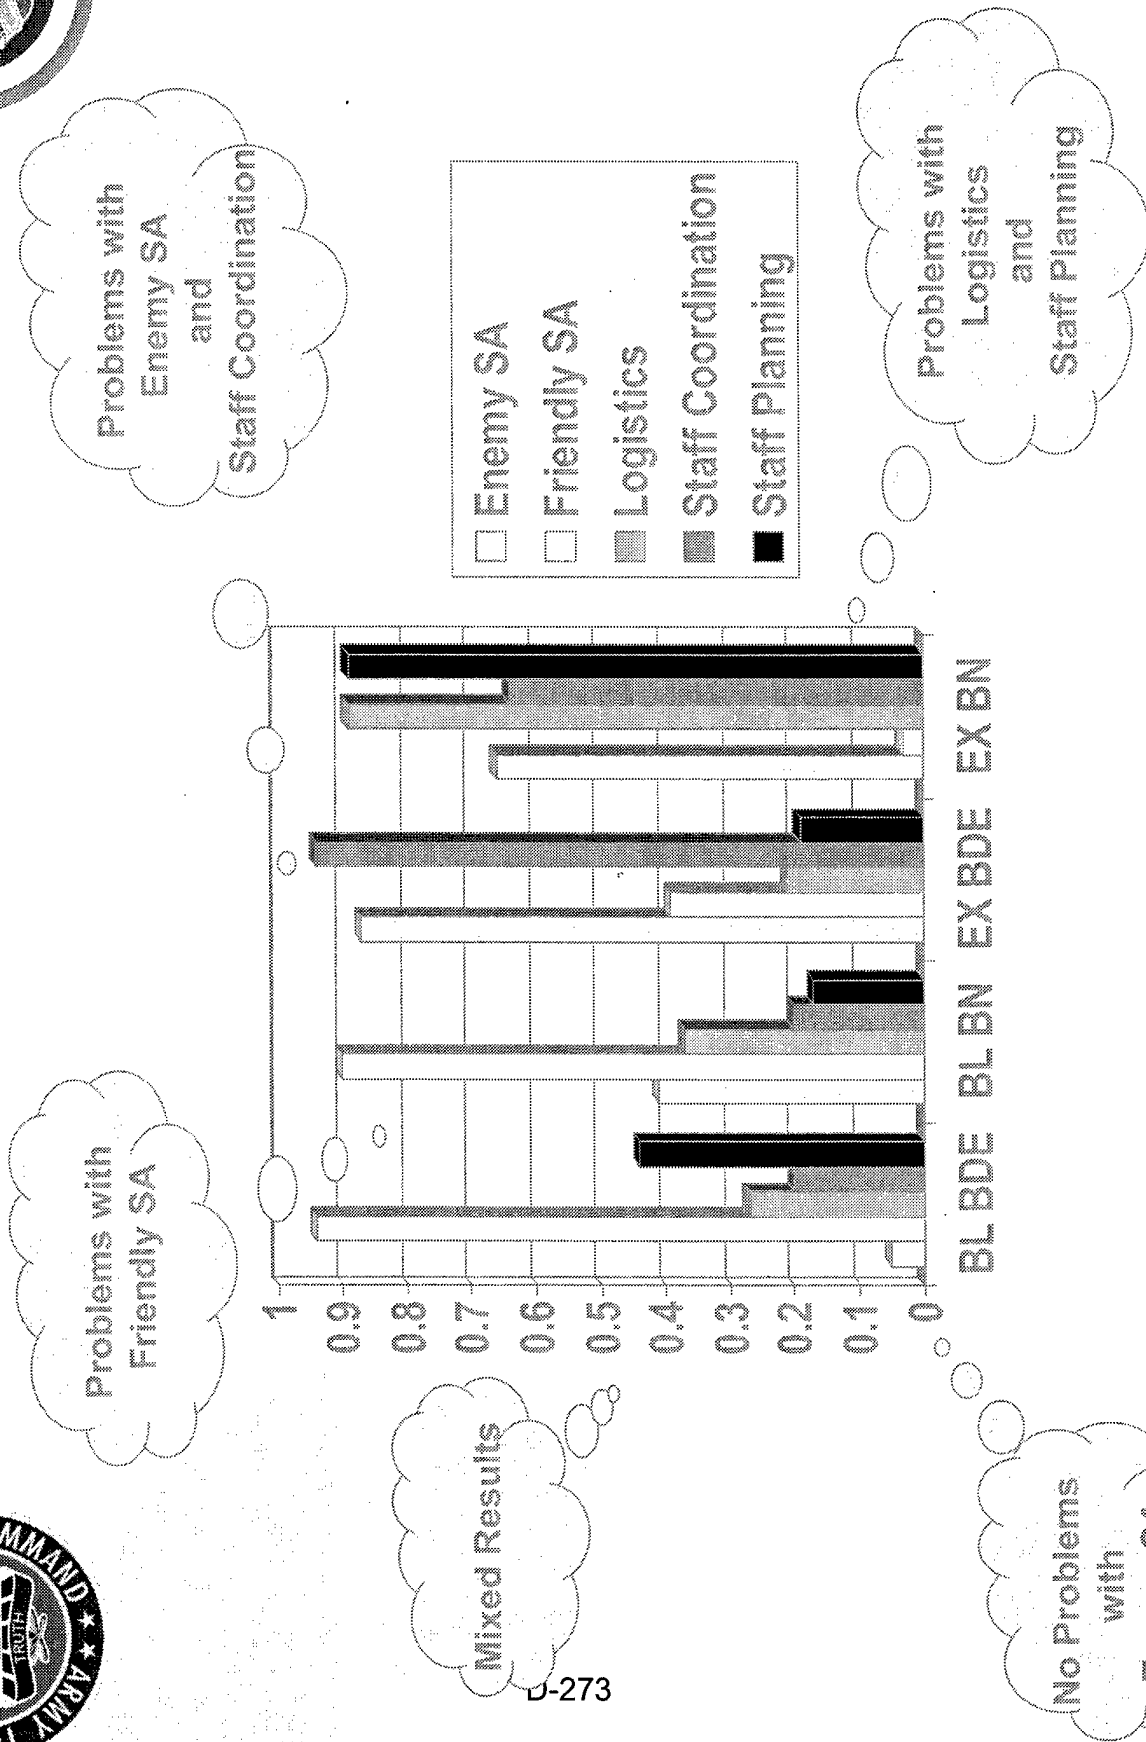 Problems with
Friendly SA
Problems with
Enemy SA
and
Staff Coordination
Mixed Results
1
0.9
0.8
0.7
0.6
0.5
0.4
0.3
0.2
0.1
0
BL BDE
BL BN
EX BDE
EX BN
Enemy SA
Friendly SA
Logistics
Staff Coordination
Staff Planning
No Problems
with
Problems with
Logistics
and
Staff Planning
ARMY
TRUTH
D-273